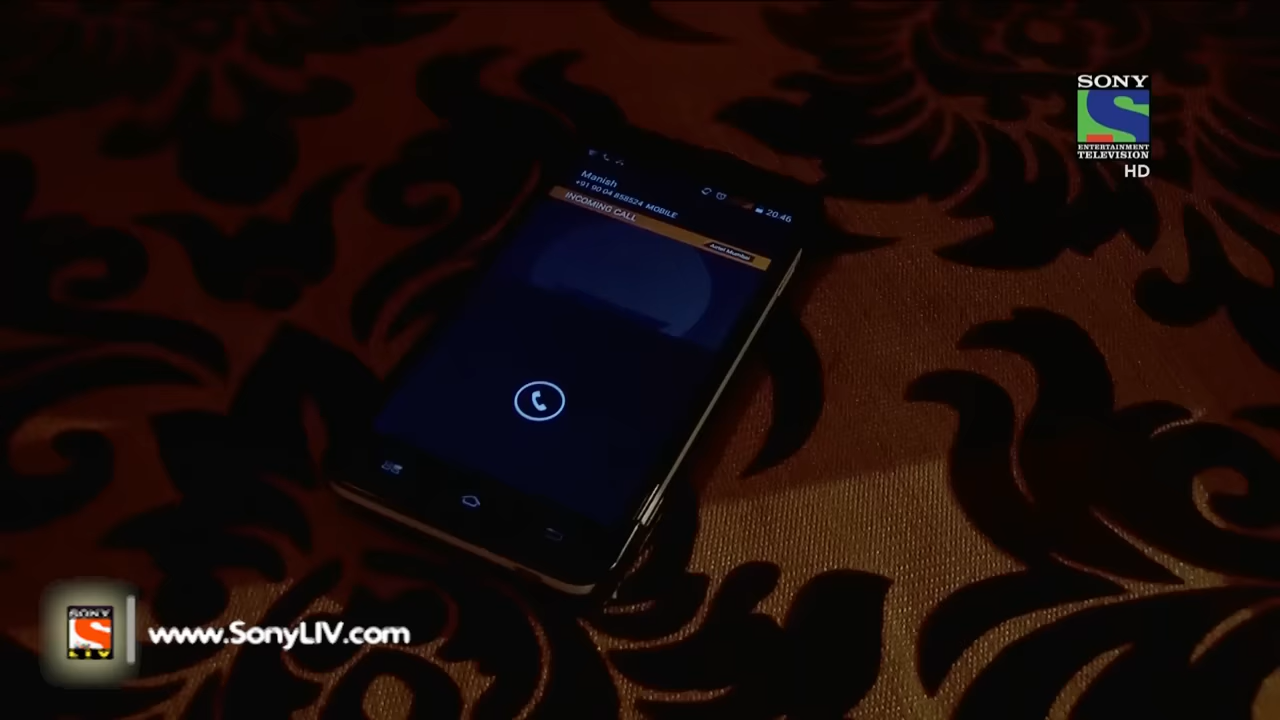 SONY
ENTERTAINMENT
TELEVISION
HD
20:46
Manish
+91 90 04 858524 MOBILE
INCOMING CALL
Airtel Mumbai
SONY
LIV
www.SonyLIV.com